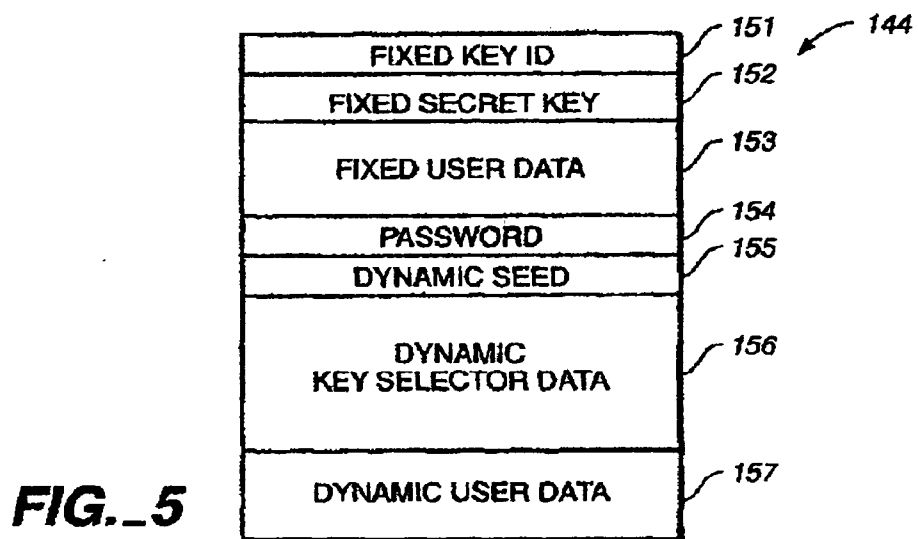 151
144
FIXED KEY ID
152
FIXED SECRET KEY
153
FIXED USER DATA
154
PASSWORD
155
DYNAMIC SEED
DYNAMIC
KEY SELECTOR DATA
156
DYNAMIC USER DATA
157
FIG._5